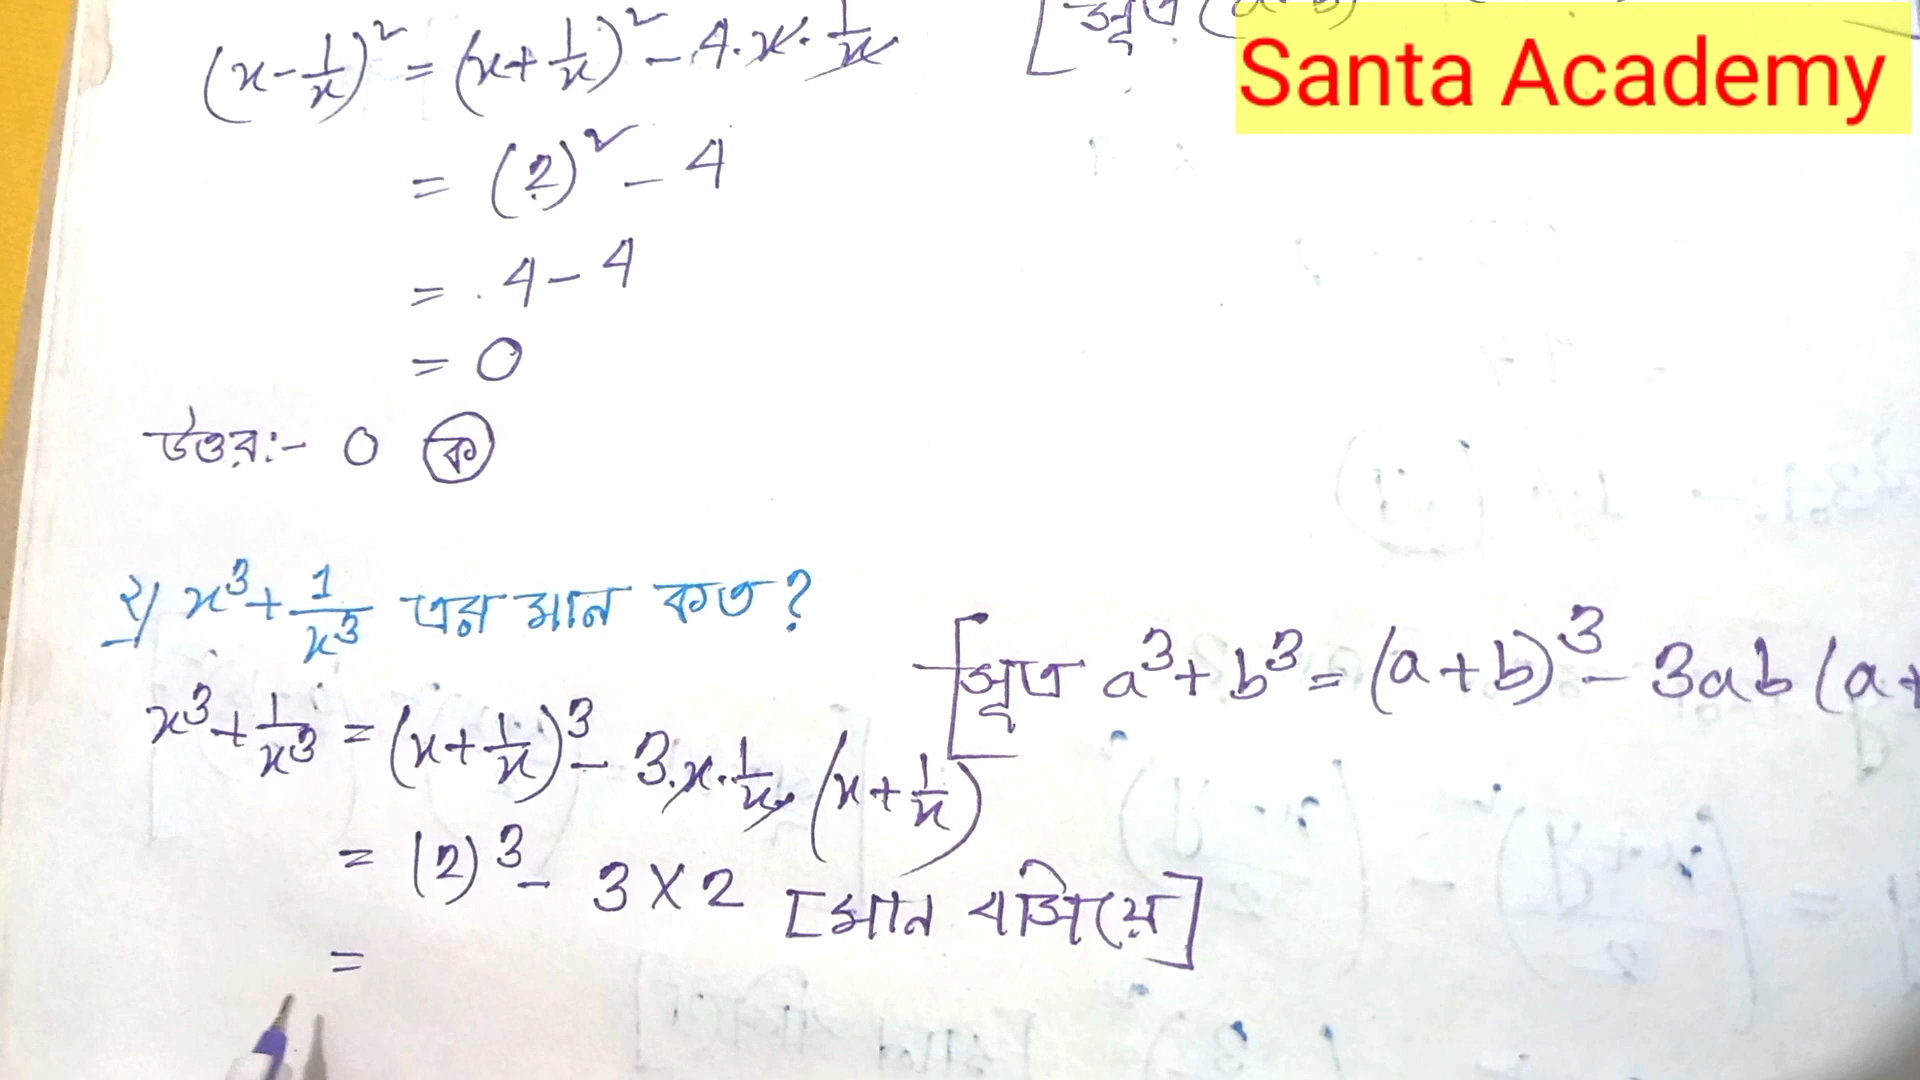 Santa Academy
(x-1/x)² = (x+1/x)² - 4.x.1/x [সূত্র
= (2)² - 4
= 4 - 4
= 0
উত্তর:- 0 ক
২) x³ + 1/x³ এর মান কত?
[সূত্র a³ + b³ = (a+b)³ - 3ab (a+
x³ + 1/x³ = (x+1/x)³ - 3.x.1/x. (x+1/x)
= (2)³ - 3×2 [মান বসিয়ে]
=